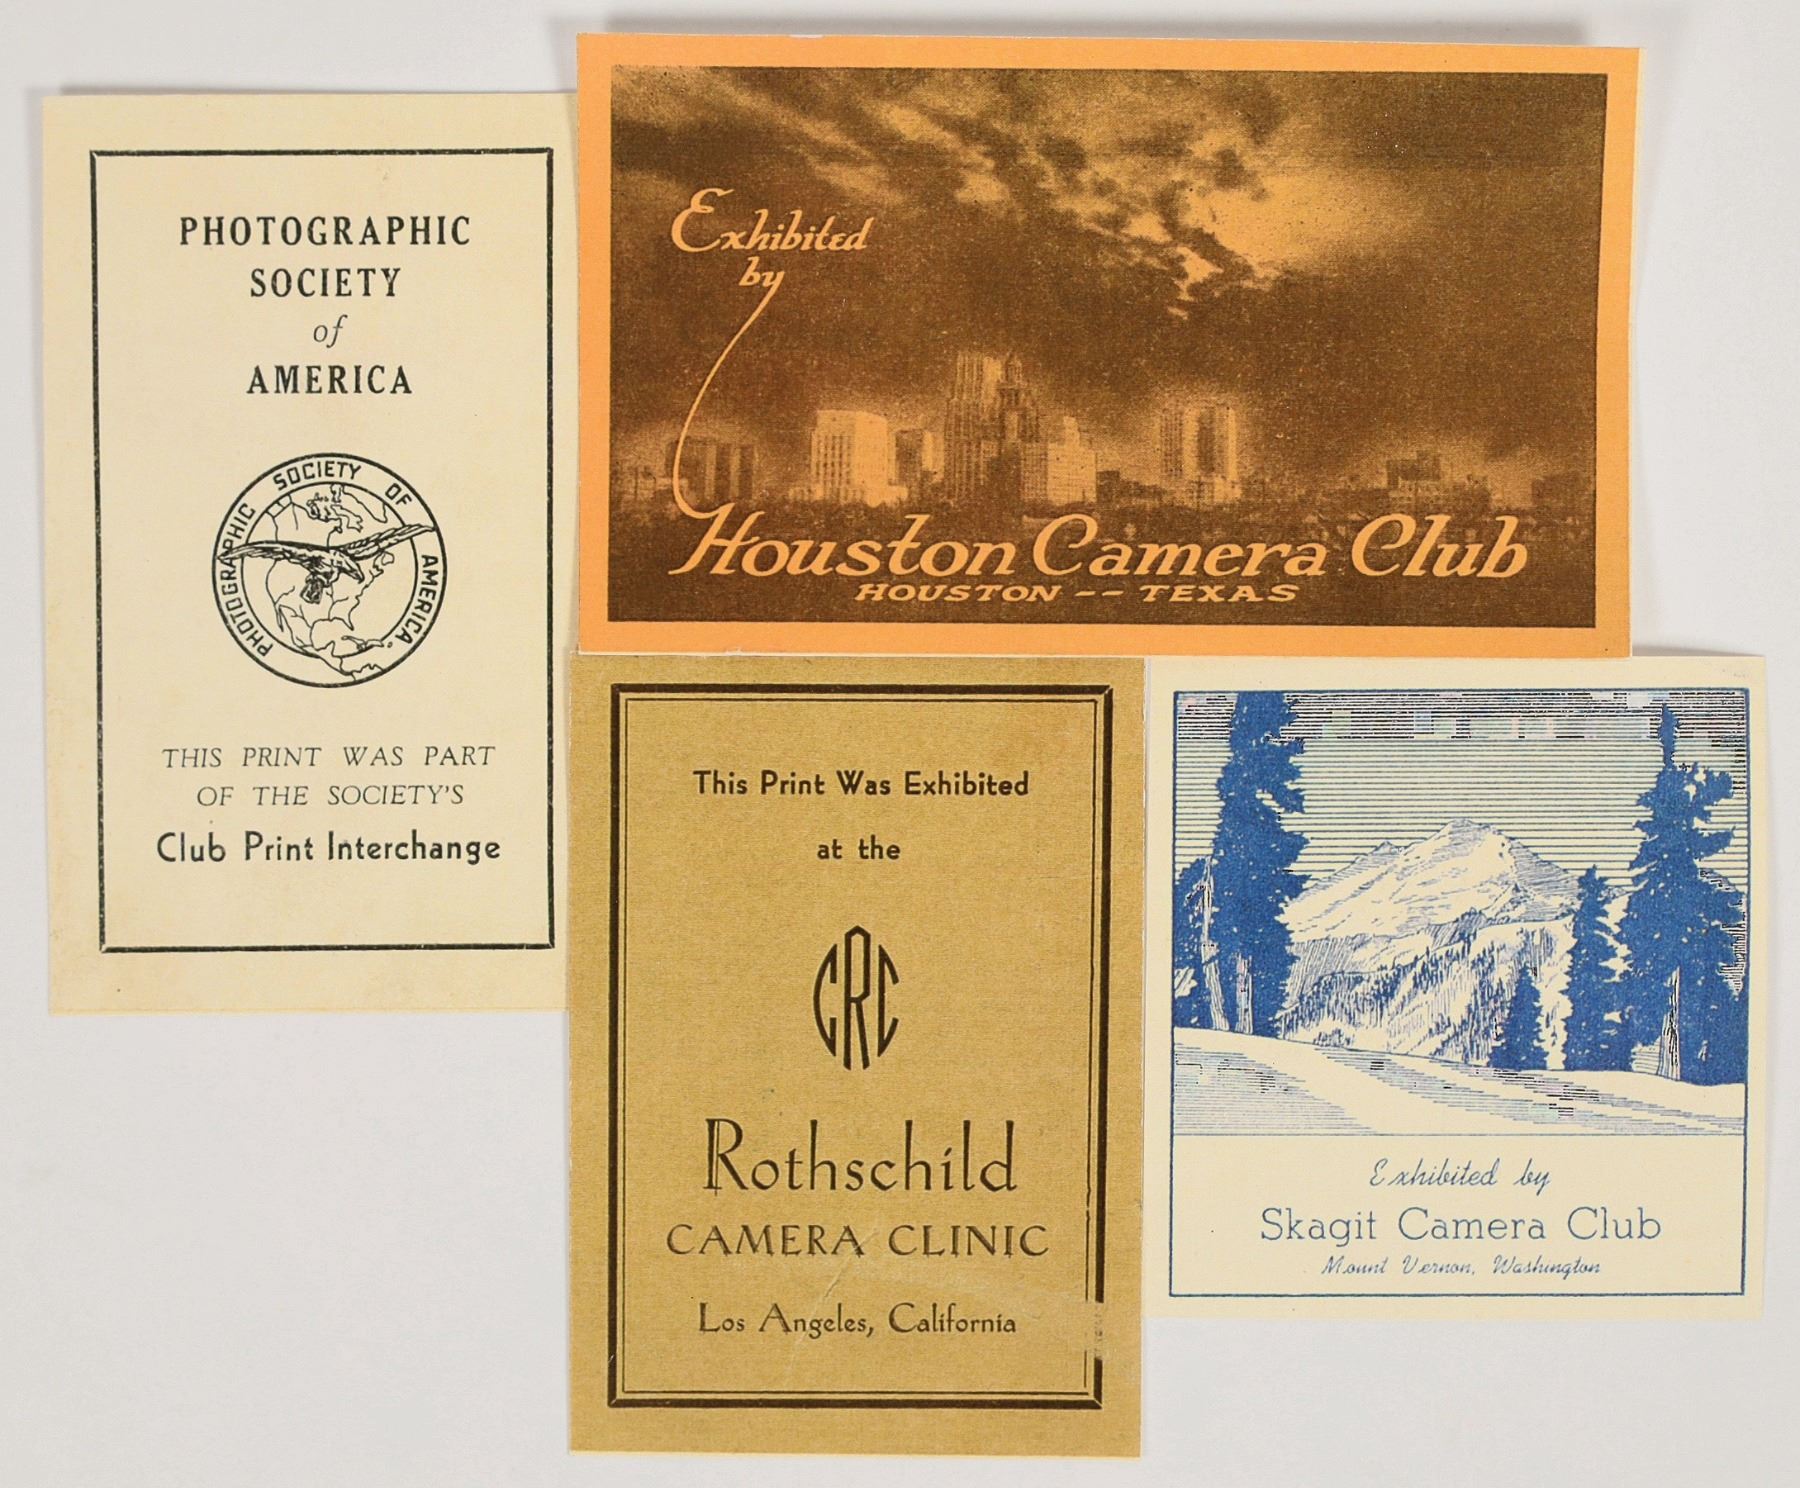 PHOTOGRAPHIC
SOCIETY
of
AMERICA
PHOTOGRAPHIC SOCIETY OF AMERICA.
THIS PRINT WAS PART
OF THE SOCIETY'S
Club Print Interchange
Exhibited
by
Houston Camera Club
HOUSTON -- TEXAS
This Print Was Exhibited
at the
CRC
Rothschild
CAMERA CLINIC
Los Angeles, California
Exhibited by
Skagit Camera Club
Mount Vernon, Washington